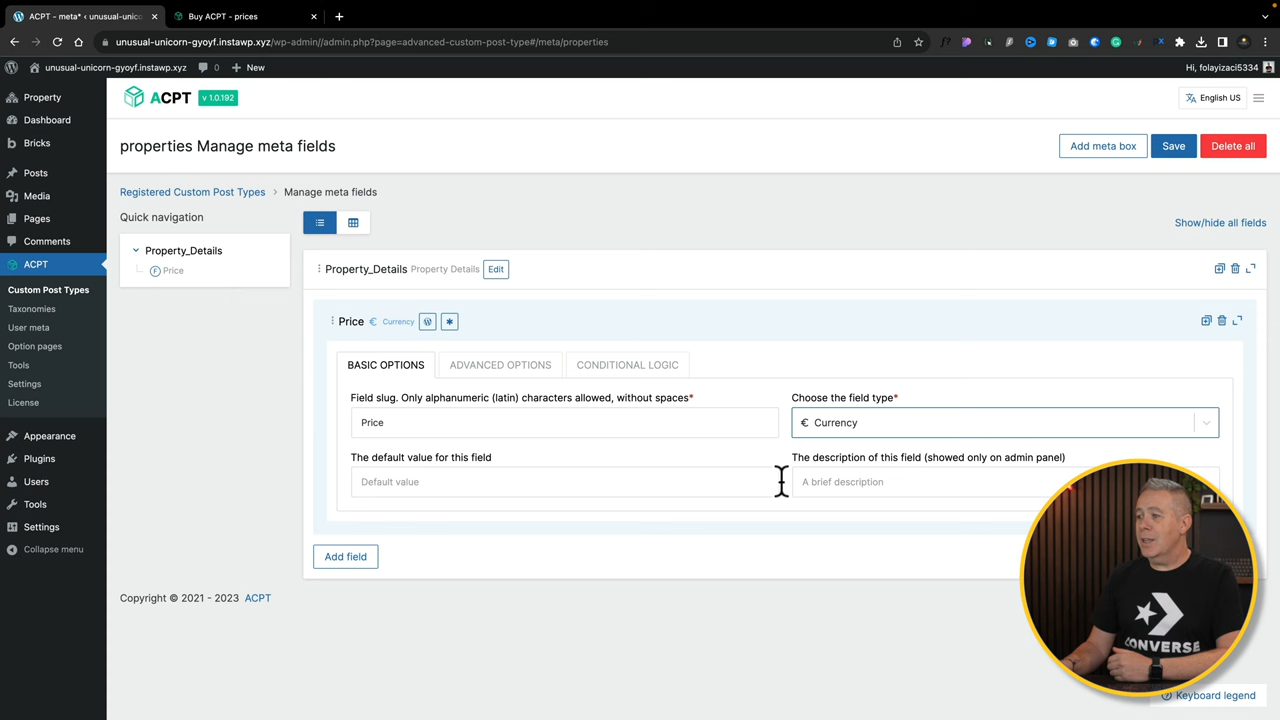 ACPT - meta* ‹ unusual-unico
Buy ACPT - prices
unusual-unicorn-gyoyf.instawp.xyz/wp-admin//admin.php?page=advanced-custom-post-type#/meta/properties
unusual-unicorn-gyoyf.instawp.xyz
0
New
Hi, folayizaci5334
Property
Dashboard
Bricks
Posts
Media
Pages
Comments
ACPT
Custom Post Types
Taxonomies
User meta
Option pages
Tools
Settings
License
Appearance
Plugins
Users
Tools
Settings
Collapse menu
ACPT v 1.0.192
English US
properties Manage meta fields
Add meta box
Save
Delete all
Registered Custom Post Types > Manage meta fields
Quick navigation
Property_Details
Price
Show/hide all fields
Property_Details Property Details Edit
Price € Currency
BASIC OPTIONS
ADVANCED OPTIONS
CONDITIONAL LOGIC
Field slug. Only alphanumeric (latin) characters allowed, without spaces*
Price
Choose the field type*
€ Currency
The default value for this field
Default value
The description of this field (showed only on admin panel)
A brief description
Add field
Copyright © 2021 - 2023 ACPT
CONVERSE
Keyboard legend